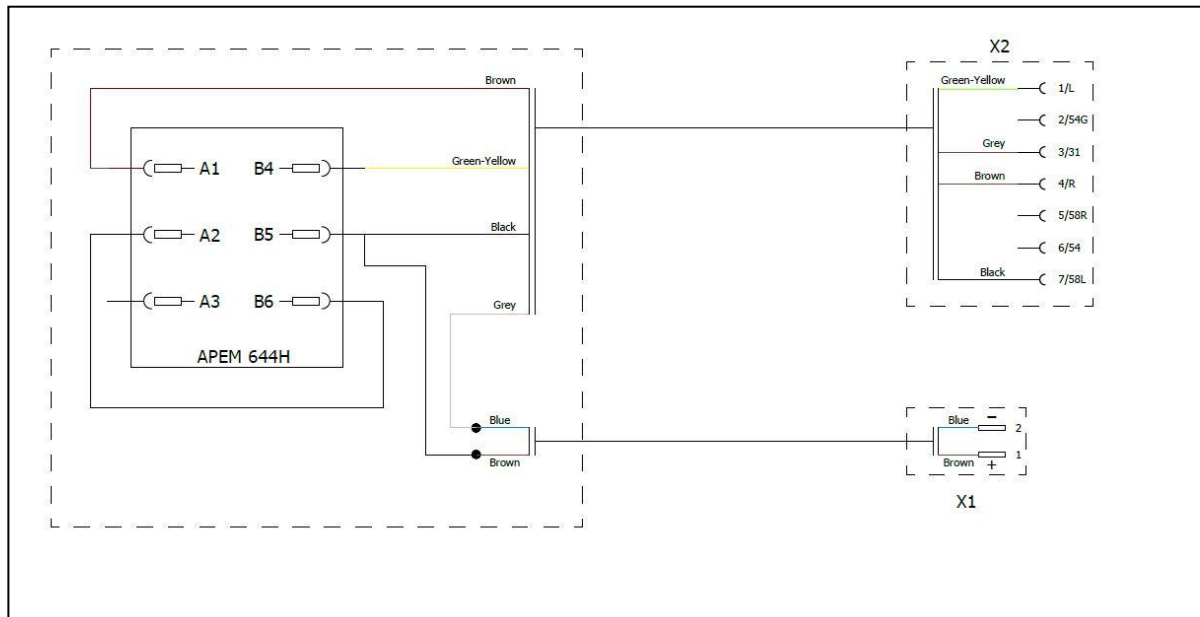 X2
Brown
Green-Yellow
1/L
2/54G
Grey
3/31
A1
B4
Green-Yellow
Brown
4/R
5/58R
A2
B5
Black
6/54
Black
7/58L
A3
B6
Grey
APEM 644H
Blue
Brown
Blue
−
2
Brown
+
1
X1